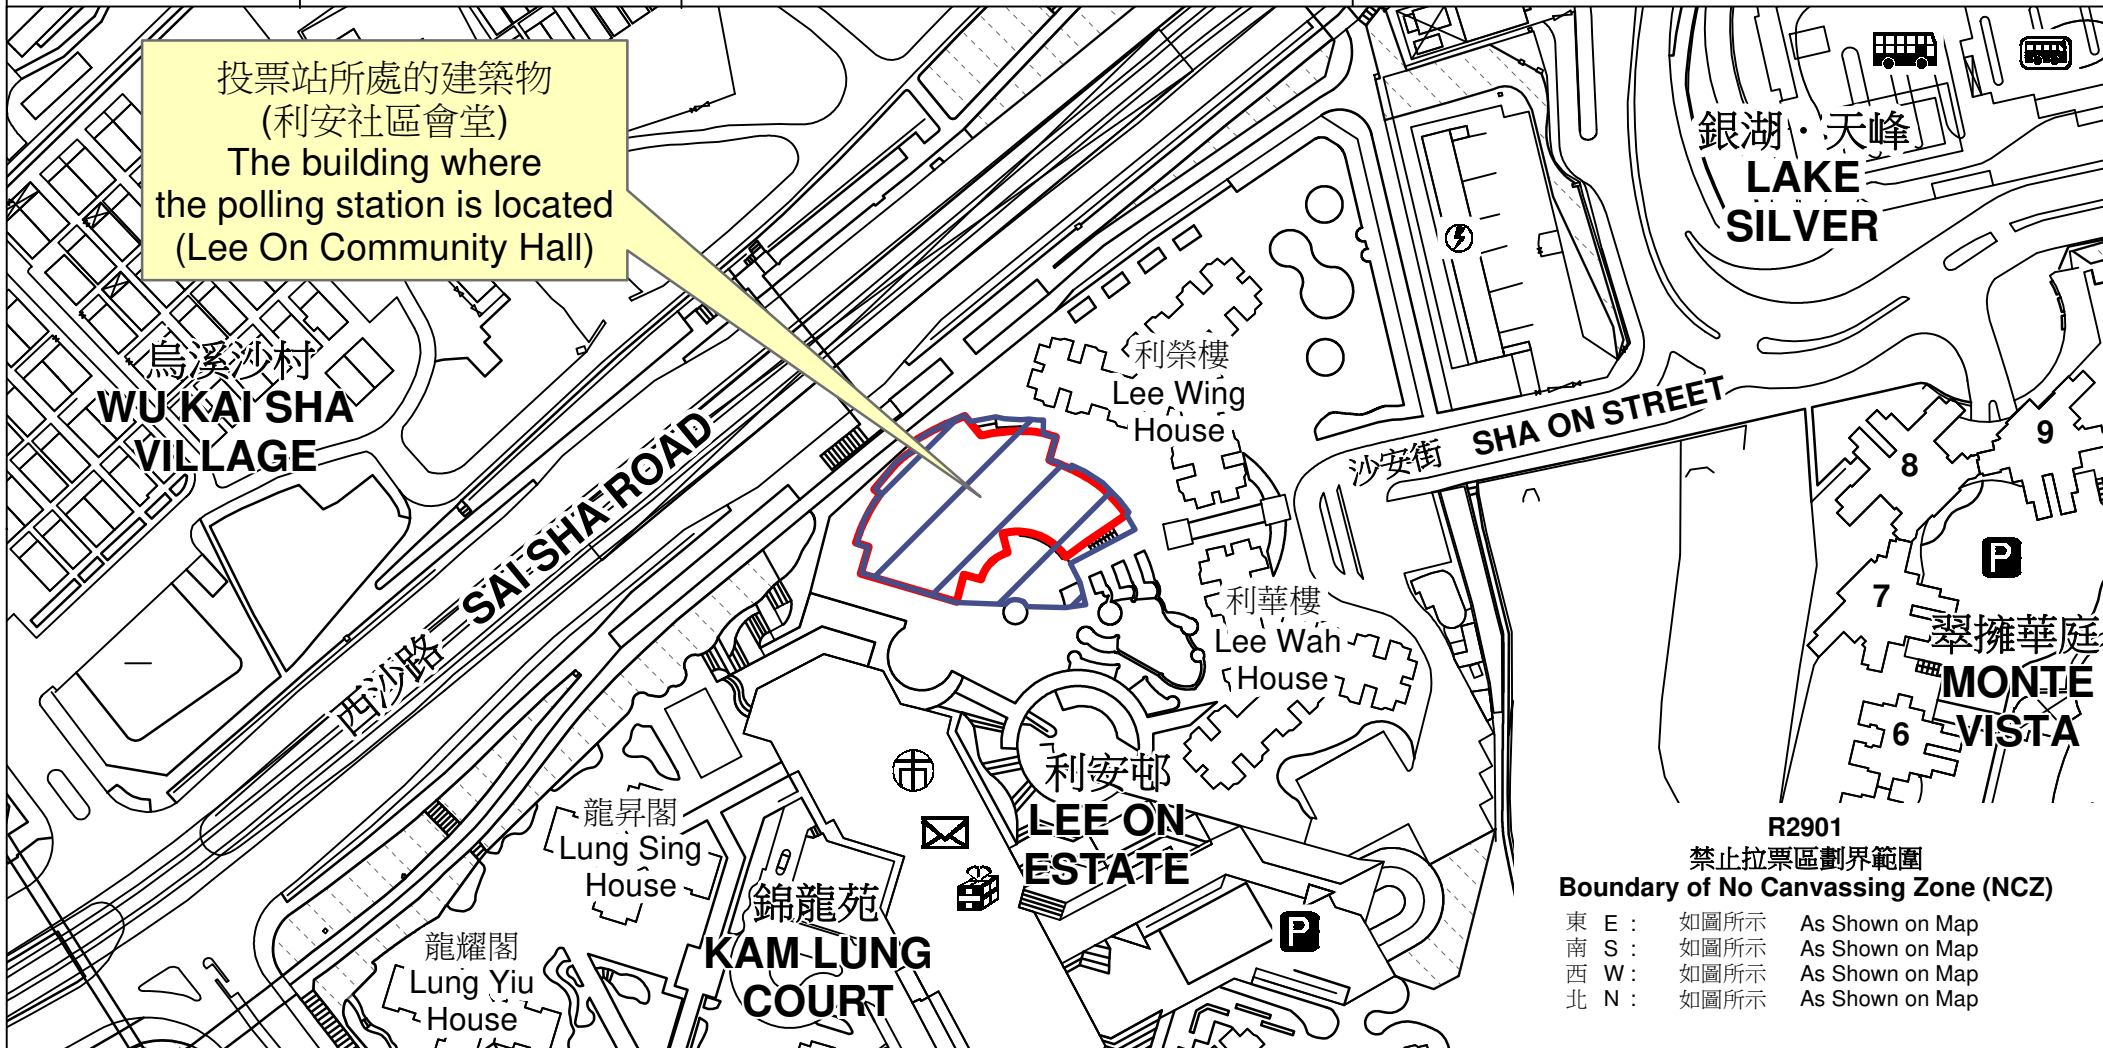 投票站所處的建築物
(利安社區會堂)
The building where
the polling station is located
(Lee On Community Hall)
銀湖·天峰
LAKE
SILVER
烏溪沙村
WU KAI SHA
VILLAGE
利榮樓
Lee Wing
House
沙安街 SHA ON STREET
西沙路 SAI SHA ROAD
8
9
7
6
P
利華樓
Lee Wah
House
翠擁華庭
MONTE
VISTA
利安邨
LEE ON
ESTATE
龍昇閣
Lung Sing
House
錦龍苑
KAM LUNG
COURT
龍耀閣
Lung Yiu
House
P
R2901
禁止拉票區劃界範圍
Boundary of No Canvassing Zone (NCZ)
東 E : 如圖所示 As Shown on Map
南 S : 如圖所示 As Shown on Map
西 W : 如圖所示 As Shown on Map
北 N : 如圖所示 As Shown on Map